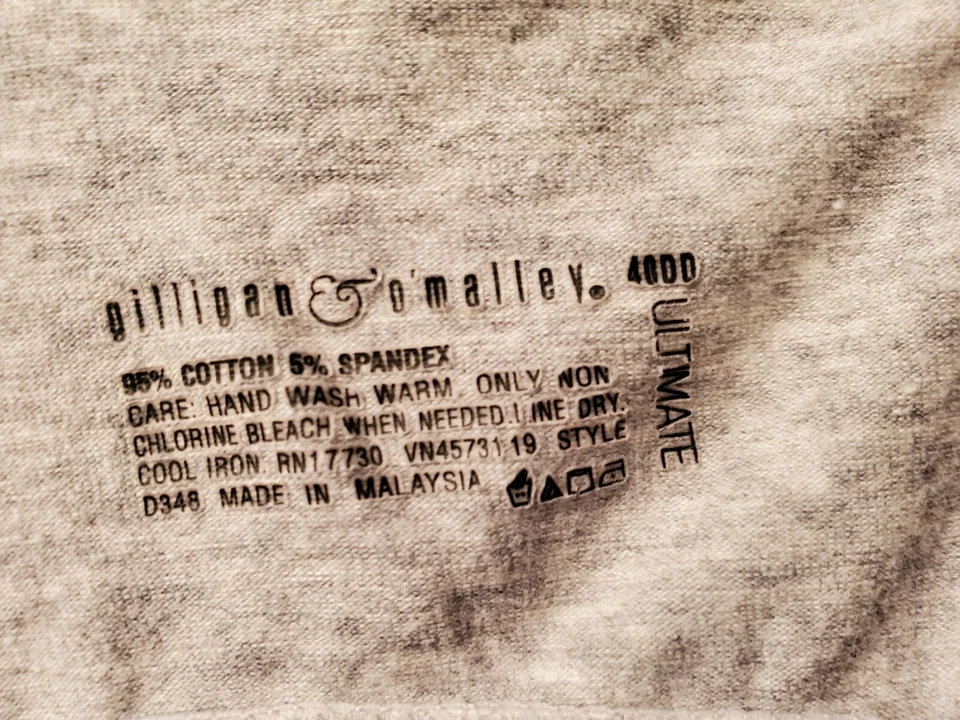 gilligan & o'malley. 40DD
ULTIMATE
95% COTTON 5% SPANDEX
CARE: HAND WASH WARM ONLY NON
CHLORINE BLEACH WHEN NEEDED.LINE DRY.
COOL IRON. RN17730 VN4573119 STYLE
D348 MADE IN MALAYSIA